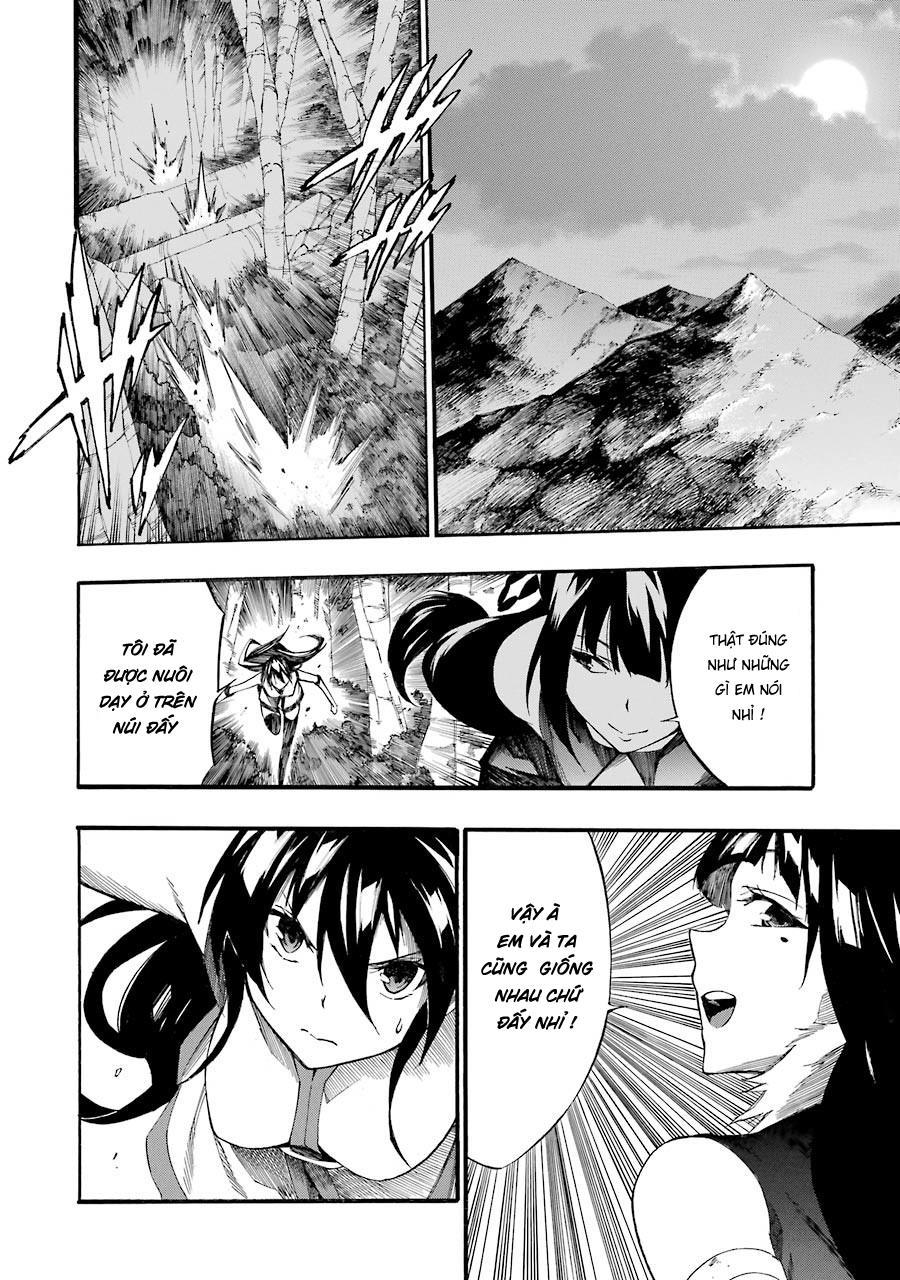 THẬT ĐÚNG
NHƯ NHỮNG
GÌ EM NÓI
NHỈ !
TÔI ĐÃ
ĐƯỢC NUÔI
DẠY Ở TRÊN
NÚI ĐẤY
VẬY À
EM VÀ TA
CŨNG GIỐNG
NHAU CHỨ
ĐẤY NHỈ !